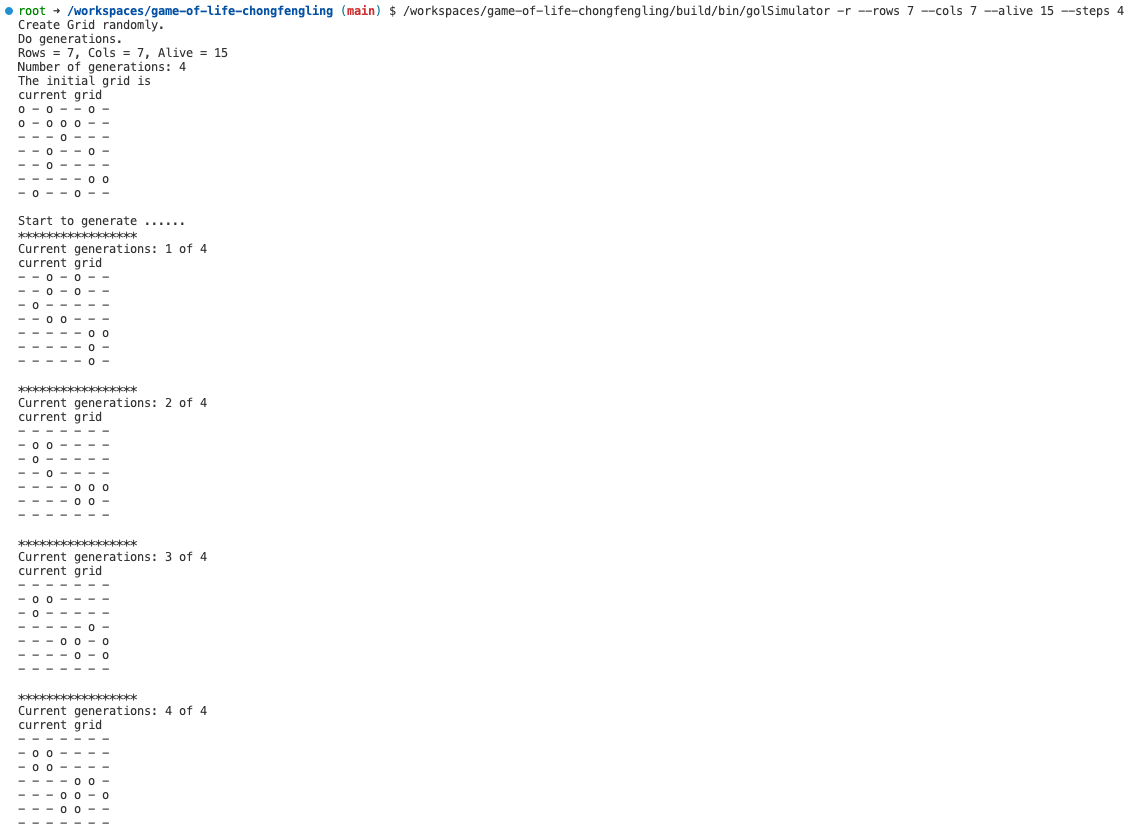 root ➜ /workspaces/game-of-life-chongfengling (main) $ /workspaces/game-of-life-chongfengling/build/bin/golSimulator -r --rows 7 --cols 7 --alive 15 --steps 4
Create Grid randomly.
Do generations.
Rows = 7, Cols = 7, Alive = 15
Number of generations: 4
The initial grid is
current grid
o - o - - o -
o - o o o - -
- - - o - - -
- - o - - o -
- - o - - - -
- - - - - o o
- o - - o - -
Start to generate ......
*****************
Current generations: 1 of 4
current grid
- - o - o - -
- - o - o - -
- o - - - - -
- - o o - - -
- - - - - o o
- - - - - o -
- - - - - o -
*****************
Current generations: 2 of 4
current grid
- - - - - - -
- o o - - - -
- o - - - - -
- - o - - - -
- - - - o o o
- - - - o o -
- - - - - - -
*****************
Current generations: 3 of 4
current grid
- - - - - - -
- o o - - - -
- o - - - - -
- - - - - o -
- - - o o - o
- - - - o - o
- - - - - - -
*****************
Current generations: 4 of 4
current grid
- - - - - - -
- o o - - - -
- o o - - - -
- - - - o o -
- - - o o - o
- - - o o - -
- - - - - - -